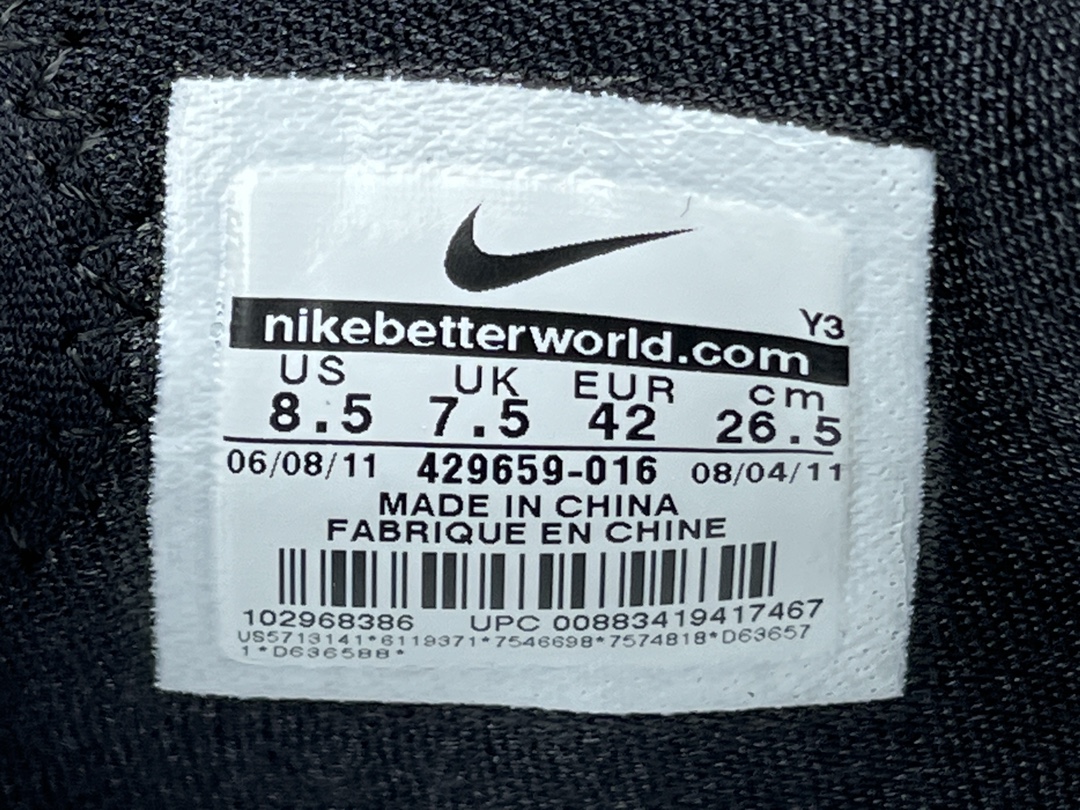 Y3
nikebetterworld.com
US UK EUR cm
8.5 7.5 42 26.5
06/08/11 429659-016 08/04/11
MADE IN CHINA
FABRIQUE EN CHINE
102968386 UPC 00883419417467
US5713141*6119371*7546698*7574818*D63657
1*D636588*